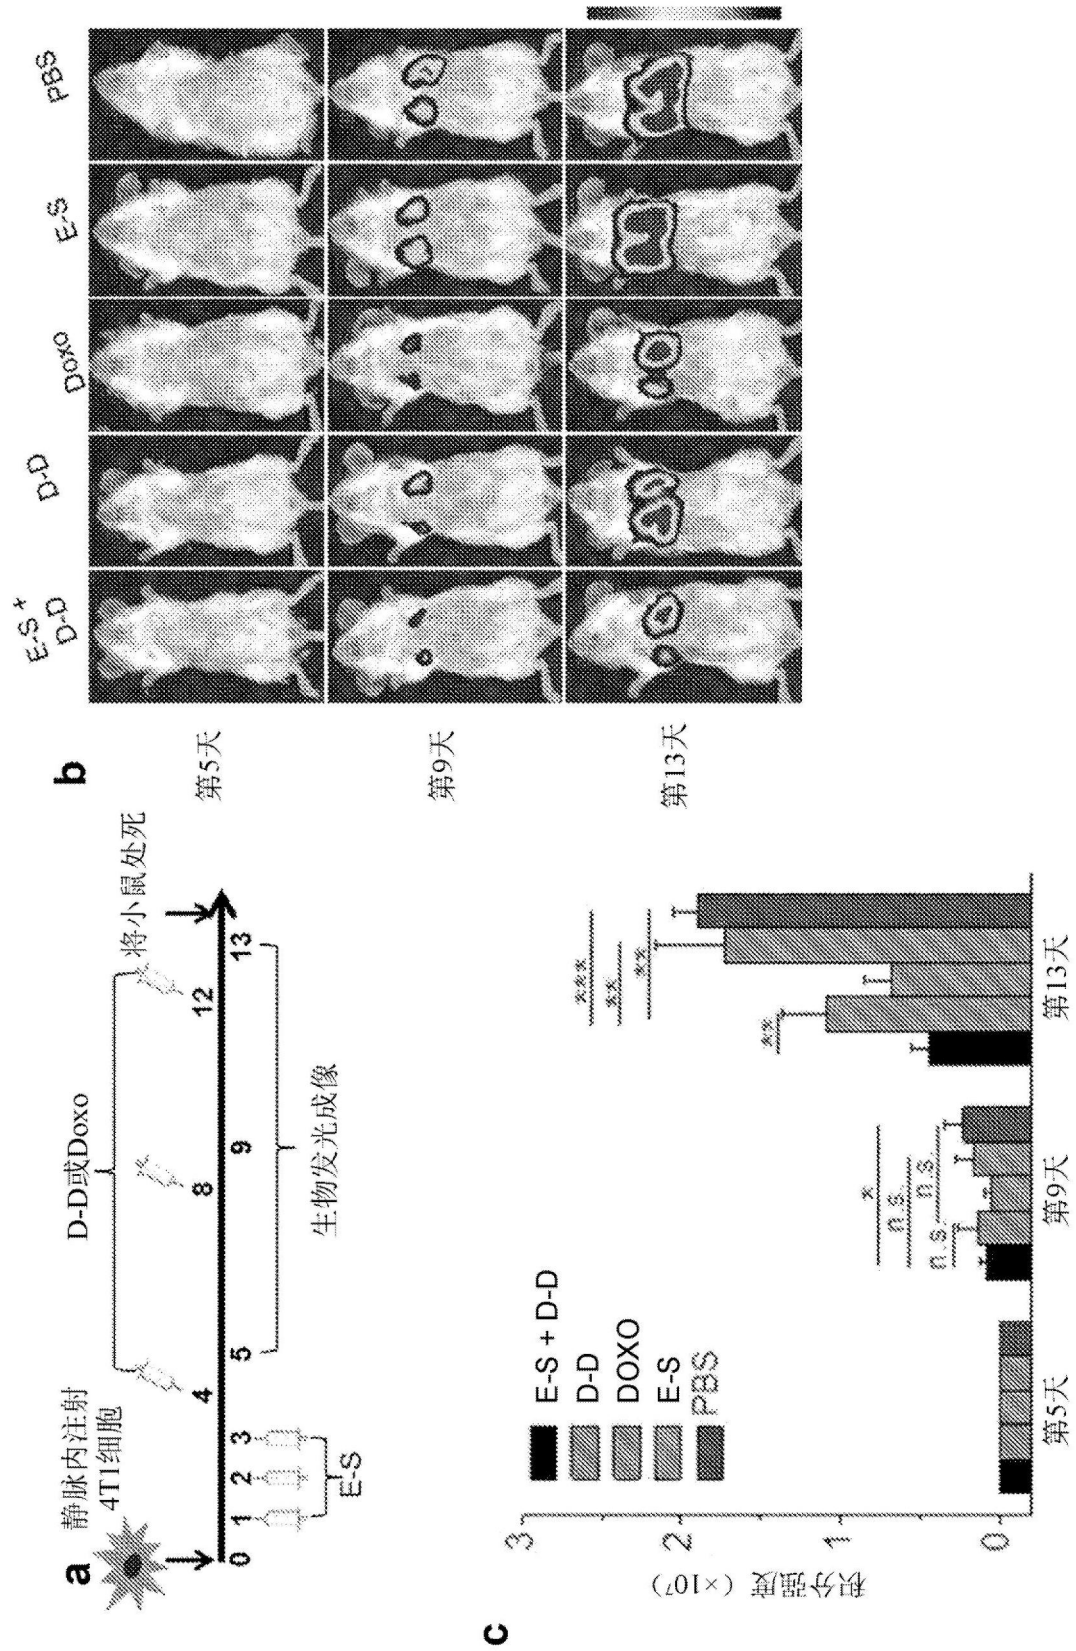 a
静脉内注射
4T1细胞
D-D或Doxo
将小鼠处死
0
1
2
3
4
5
8
9
12
13
E-S
生物发光成像
b
E-S +
D-D
D-D
Doxo
E-S
PBS
第5天
第9天
第13天
c
积分强度（×10⁷）
3
2
1
0
E-S + D-D
D-D
DOXO
E-S
PBS
*
n.s.
n.s.
n.s.
***
**
**
**
第5天
第9天
第13天